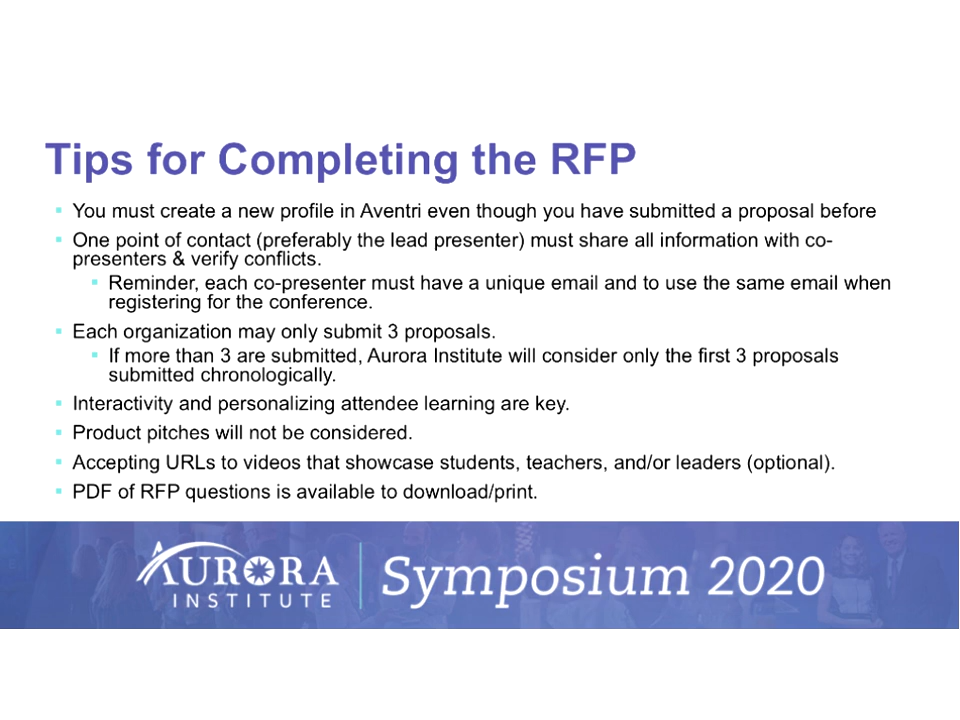 Tips for Completing the RFP
▪ You must create a new profile in Aventri even though you have submitted a proposal before
▪ One point of contact (preferably the lead presenter) must share all information with co-
presenters & verify conflicts.
▪ Reminder, each co-presenter must have a unique email and to use the same email when
registering for the conference.
▪ Each organization may only submit 3 proposals.
▪ If more than 3 are submitted, Aurora Institute will consider only the first 3 proposals
submitted chronologically.
▪ Interactivity and personalizing attendee learning are key.
▪ Product pitches will not be considered.
▪ Accepting URLs to videos that showcase students, teachers, and/or leaders (optional).
▪ PDF of RFP questions is available to download/print.
AURORA
INSTITUTE
Symposium 2020